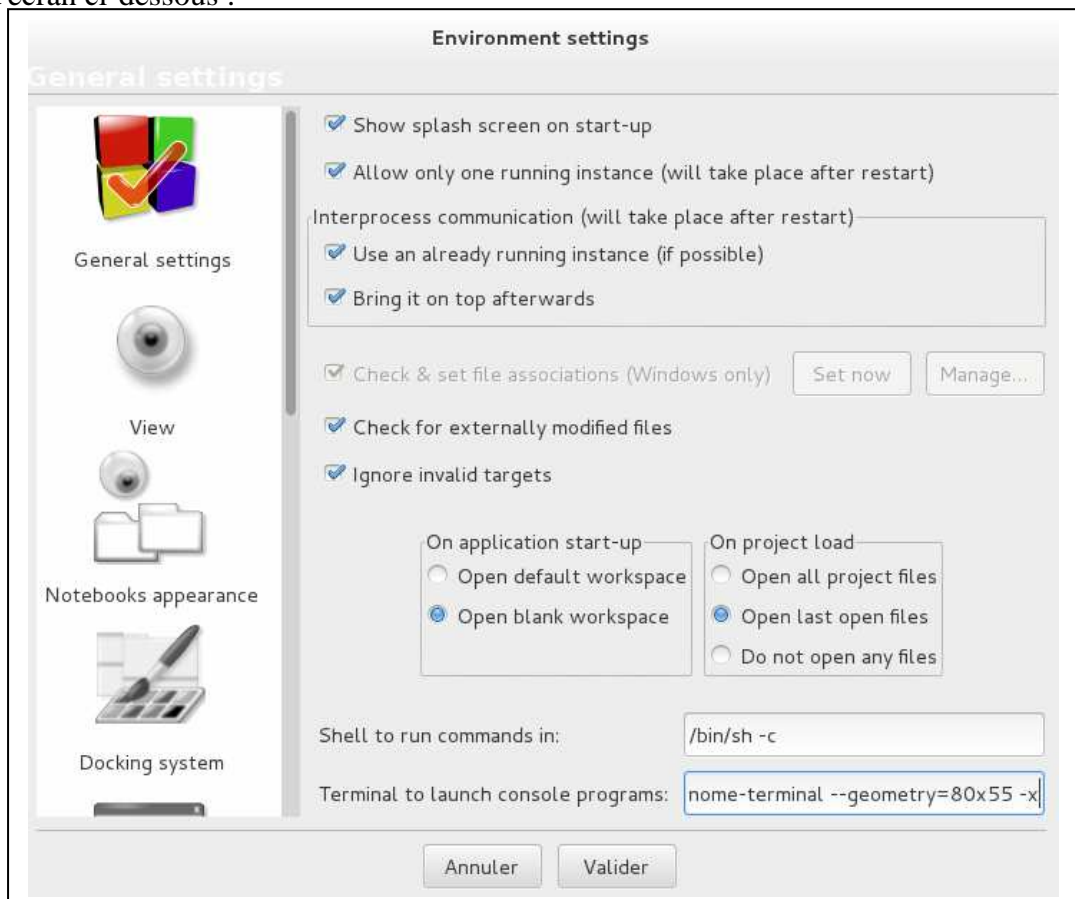 l'écran ci-dessous :
Environment settings
General settings
Show splash screen on start-up
Allow only one running instance (will take place after restart)
Interprocess communication (will take place after restart)
Use an already running instance (if possible)
Bring it on top afterwards
Check & set file associations (Windows only) Set now Manage...
Check for externally modified files
Ignore invalid targets
On application start-up
Open default workspace
Open blank workspace
On project load
Open all project files
Open last open files
Do not open any files
Shell to run commands in: /bin/sh -c
Terminal to launch console programs: nome-terminal --geometry=80x55 -x
General settings
View
Notebooks appearance
Docking system
Annuler Valider